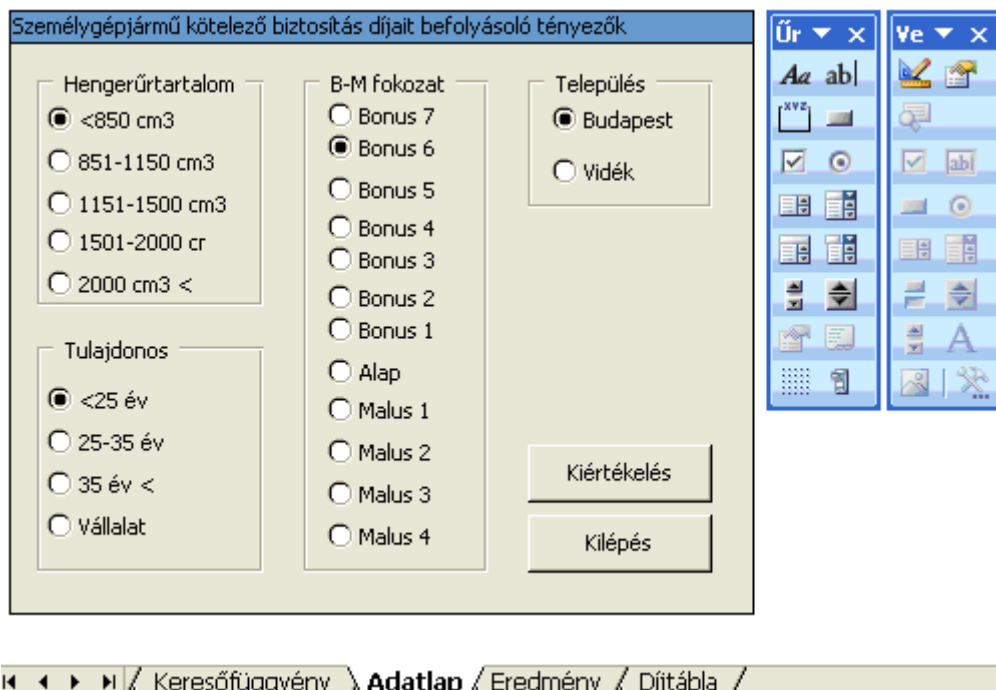 Személygépjármű kötelező biztosítás díjait befolyásoló tényezők
Hengerűrtartalom
<850 cm3
851-1150 cm3
1151-1500 cm3
1501-2000 cr
2000 cm3 <
Tulajdonos
<25 év
25-35 év
35 év <
Vállalat
B-M fokozat
Bonus 7
Bonus 6
Bonus 5
Bonus 4
Bonus 3
Bonus 2
Bonus 1
Alap
Malus 1
Malus 2
Malus 3
Malus 4
Település
Budapest
Vidék
Kiértékelés
Kilépés
Űr
Aa ab|
XYZ
Ve
ab|
A
Keresőfüggvény Adatlap Eredmény Díjtábla